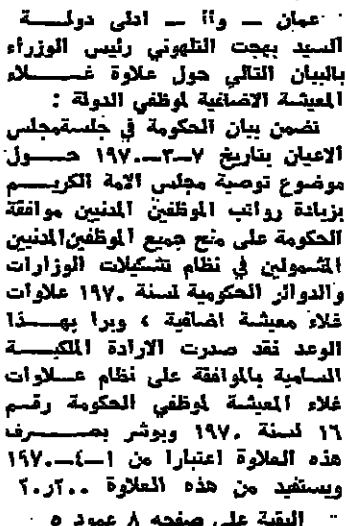 عمان — وأأ — ادلى دولة
السيد بهجت التلهوني رئيس الوزراء
بالبيان التالي حول علاوة غلاء
المعيشة الاضافية لموظفي الدولة :
تضمن بيان الحكومة في جلسة مجلس
الاعيان بتاريخ ٧—٣—١٩٧٠ حول
موضوع توصية مجلس الامة الكريم
بزيادة رواتب الموظفين المدنيين موافقة
الحكومة على منح جميع الموظفين المدنيين
المشمولين في نظام تشكيلات الوزارات
والدوائر الحكومية لسنة ١٩٧٠ علاوات
غلاء معيشة اضافية ، وبرا بهذا
الوعد فقد صدرت الارادة الملكية
السامية بالموافقة على نظام علاوات
غلاء المعيشة لموظفي الحكومة رقم
١٦ لسنة ١٩٧٠ ويوشر بصرف
هذه العلاوة اعتبارا من ١—٤—١٩٧٠
ويستفيد من هذه العلاوة
البقية على صفحه ٨ عمود ٥